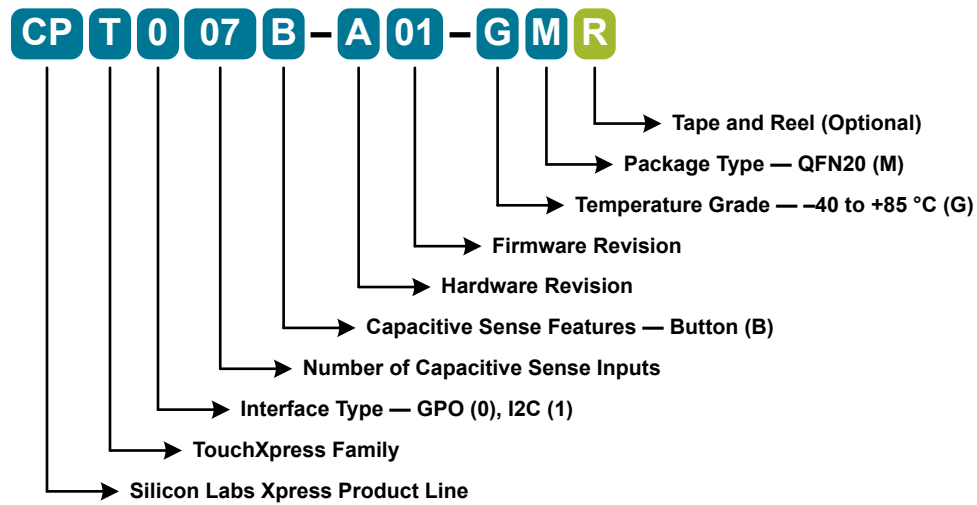 CP T 0 07 B – A 01 – G M R
Tape and Reel (Optional)
Package Type — QFN20 (M)
Temperature Grade — –40 to +85 °C (G)
Firmware Revision
Hardware Revision
Capacitive Sense Features — Button (B)
Number of Capacitive Sense Inputs
Interface Type — GPO (0), I2C (1)
TouchXpress Family
Silicon Labs Xpress Product Line